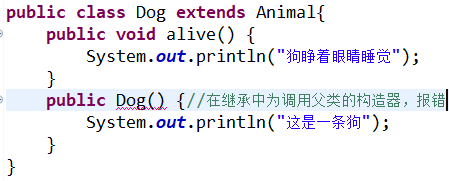 public class Dog extends Animal{
public void alive() {
System.out.println("狗睁着眼睛睡觉");
}
public Dog() {//在继承中为调用父类的构造器，报错
System.out.println("这是一条狗");
}
}